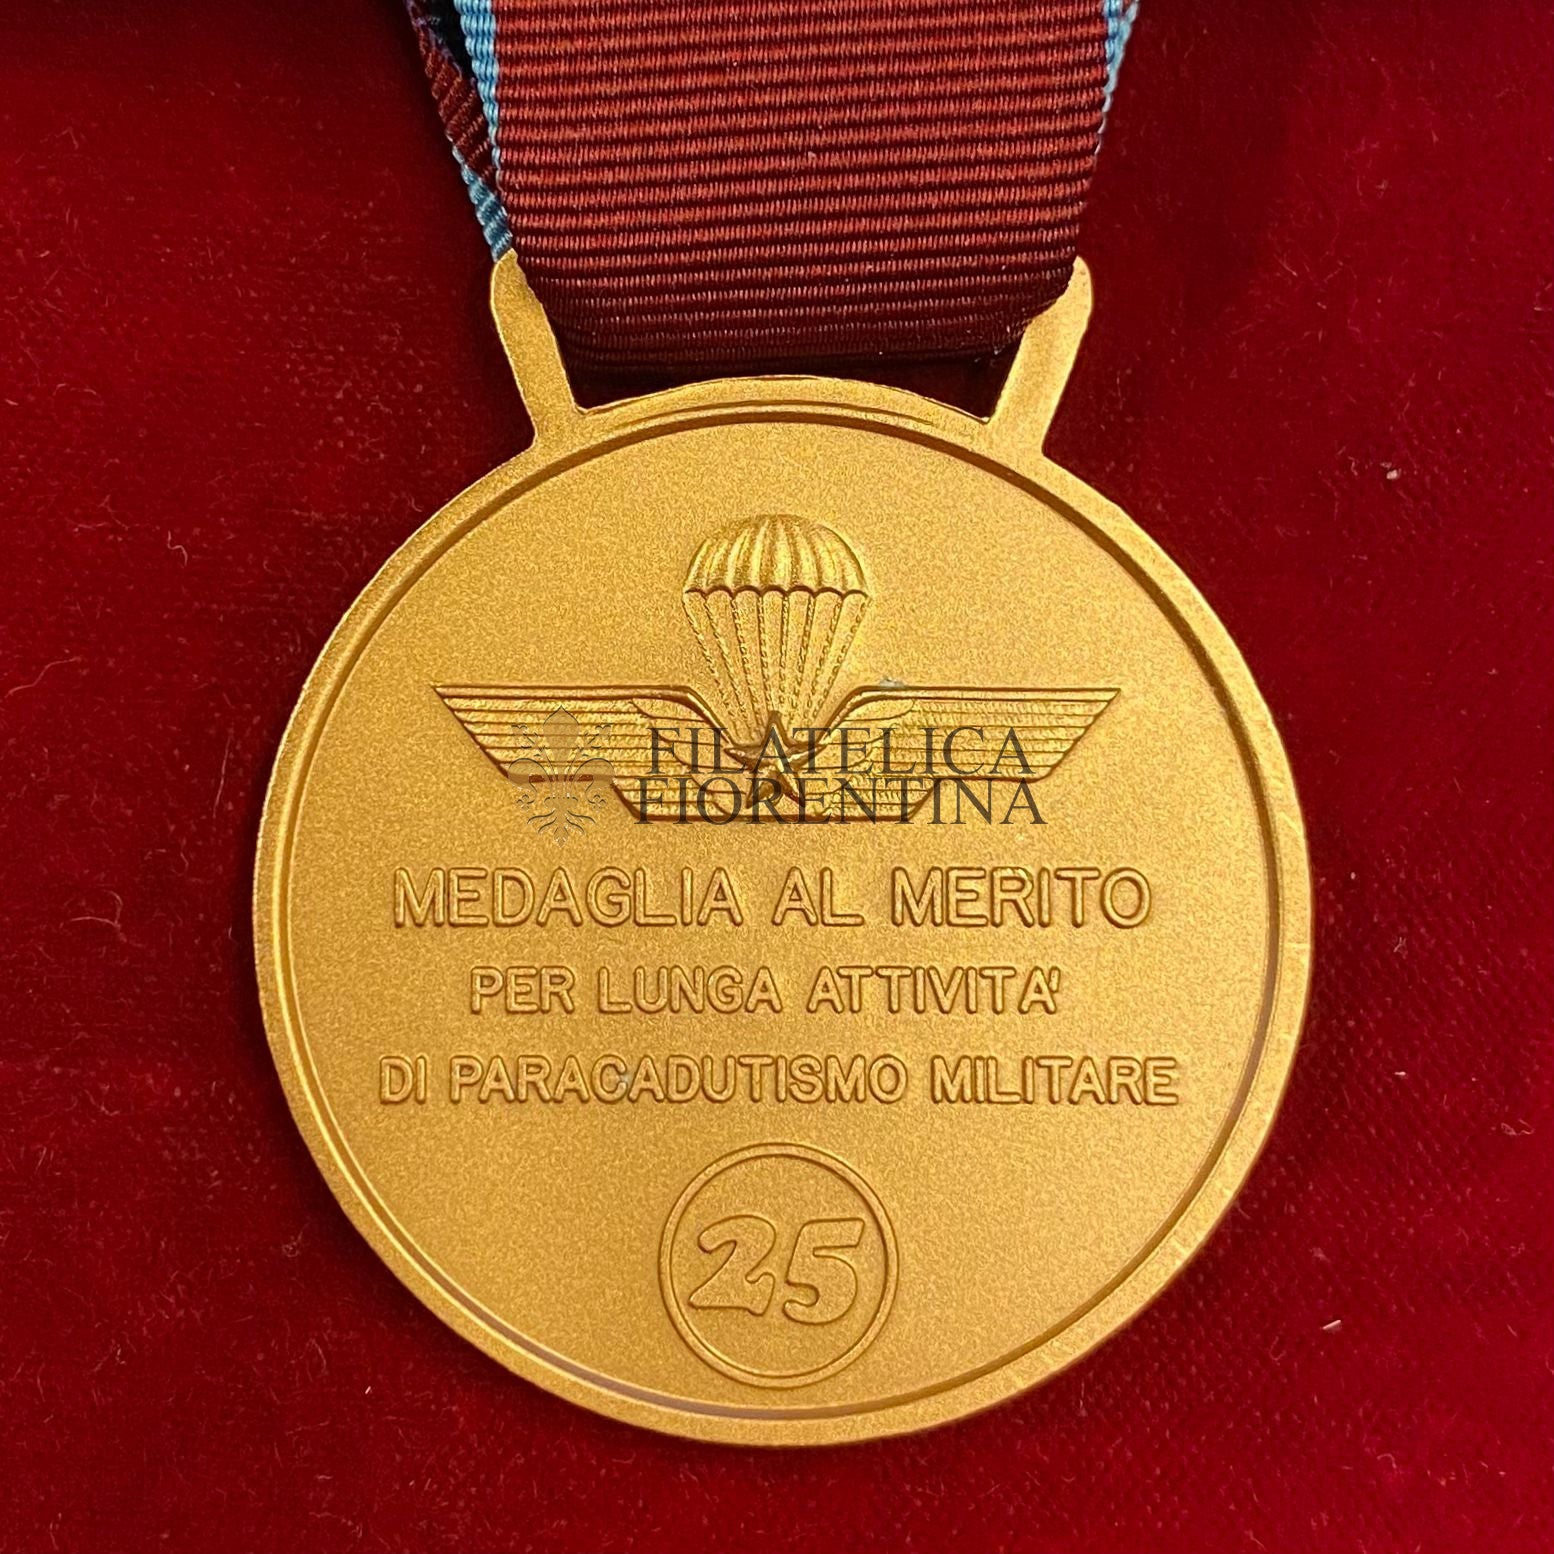 FILATELICA
FIORENTINA
MEDAGLIA AL MERITO
PER LUNGA ATTIVITA'
DI PARACADUTISMO MILITARE
25